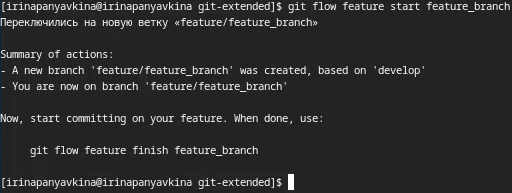 [irinapanyavkina@irinapanyavkina git-extended]$ git flow feature start feature_branch
Переключились на новую ветку «feature/feature_branch»
Summary of actions:
- A new branch 'feature/feature_branch' was created, based on 'develop'
- You are now on branch 'feature/feature_branch'
Now, start committing on your feature. When done, use:
git flow feature finish feature_branch
[irinapanyavkina@irinapanyavkina git-extended]$